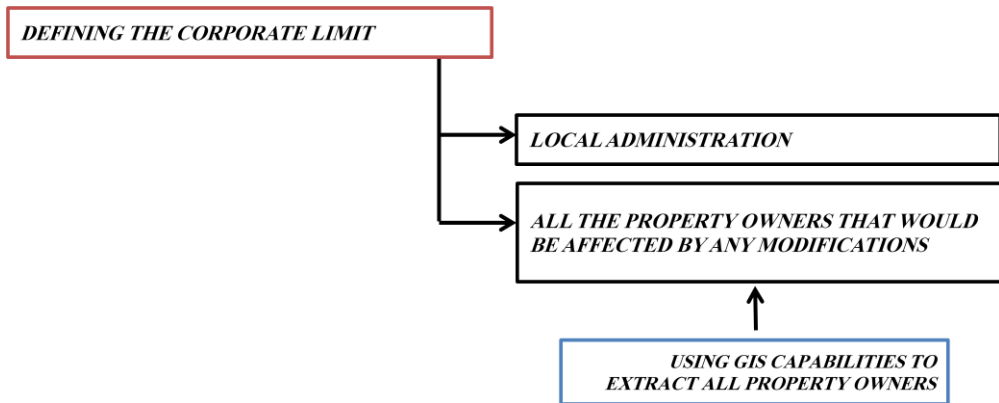 DEFINING THE CORPORATE LIMIT
LOCAL ADMINISTRATION
ALL THE PROPERTY OWNERS THAT WOULD
BE AFFECTED BY ANY MODIFICATIONS
USING GIS CAPABILITIES TO
EXTRACT ALL PROPERTY OWNERS